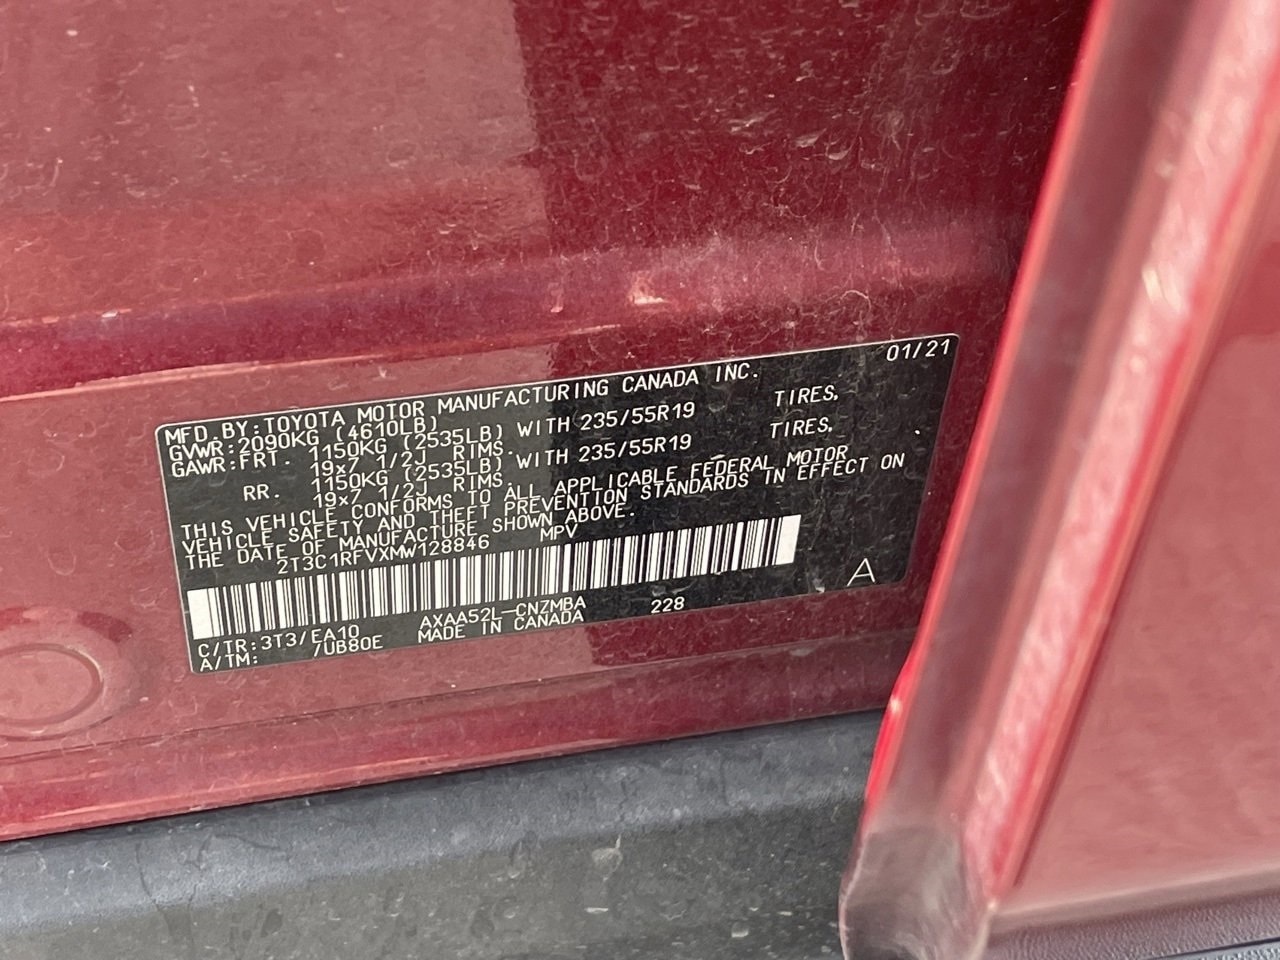 MFD. BY: TOYOTA MOTOR MANUFACTURING CANADA INC. 01/21
GVWR: 2090KG (4610LB)
GAWR: FRT. 1150KG (2535LB) WITH 235/55R19 TIRES,
19x7 1/2J RIMS.
RR. 1150KG (2535LB) WITH 235/55R19 TIRES,
19x7 1/2J RIMS.
THIS VEHICLE CONFORMS TO ALL APPLICABLE FEDERAL MOTOR
VEHICLE SAFETY AND THEFT PREVENTION STANDARDS IN EFFECT ON
THE DATE OF MANUFACTURE SHOWN ABOVE.
2T3C1RFVXMW128846 MPV
A
C/TR: 3T3/EA10 AXAA52L-CNZMBA 228
A/TM: /UB80E MADE IN CANADA